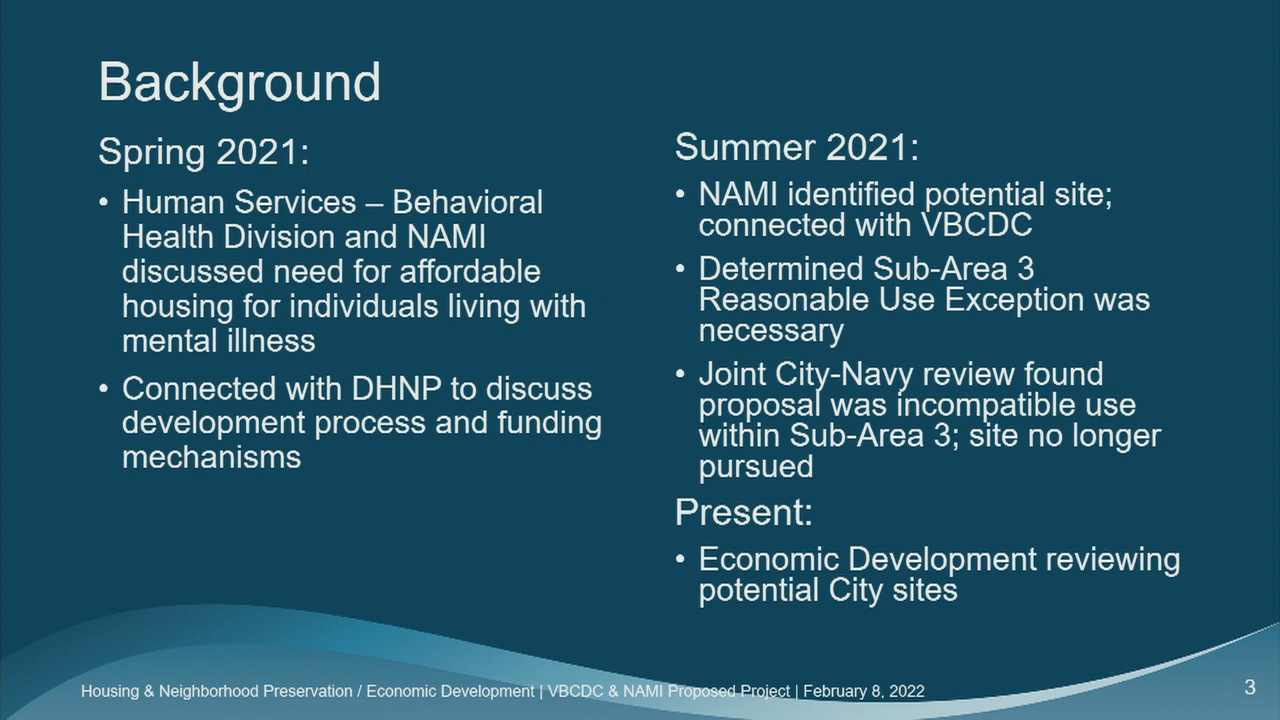 Background
Spring 2021:
• Human Services – Behavioral
Health Division and NAMI
discussed need for affordable
housing for individuals living with
mental illness
• Connected with DHNP to discuss
development process and funding
mechanisms
Summer 2021:
• NAMI identified potential site;
connected with VBCDC
• Determined Sub-Area 3
Reasonable Use Exception was
necessary
• Joint City-Navy review found
proposal was incompatible use
within Sub-Area 3; site no longer
pursued
Present:
• Economic Development reviewing
potential City sites
Housing & Neighborhood Preservation / Economic Development | VBCDC & NAMI Proposed Project | February 8, 2022
3